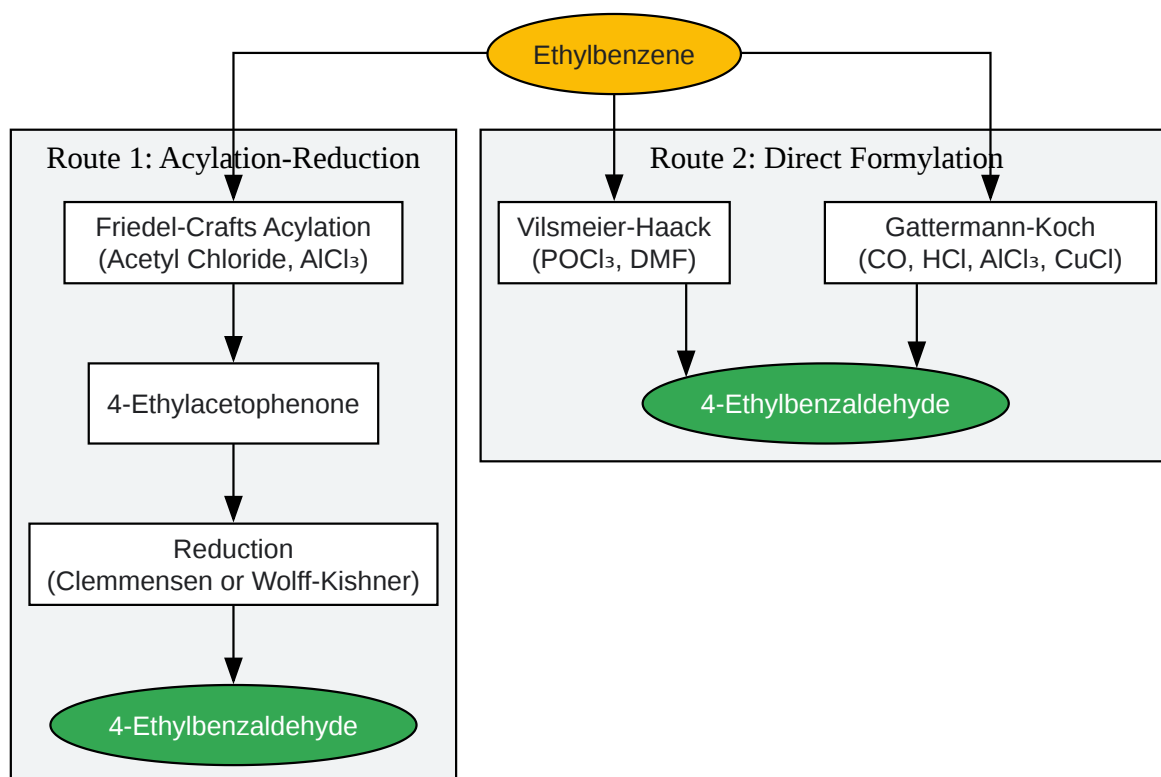 Ethylbenzene
Route 1: Acylation-Reduction
Friedel-Crafts Acylation
(Acetyl Chloride, AlCl₃)
4-Ethylacetophenone
Reduction
(Clemmensen or Wolff-Kishner)
4-Ethylbenzaldehyde
Route 2: Direct Formylation
Vilsmeier-Haack
(POCl₃, DMF)
Gattermann-Koch
(CO, HCl, AlCl₃, CuCl)
4-Ethylbenzaldehyde